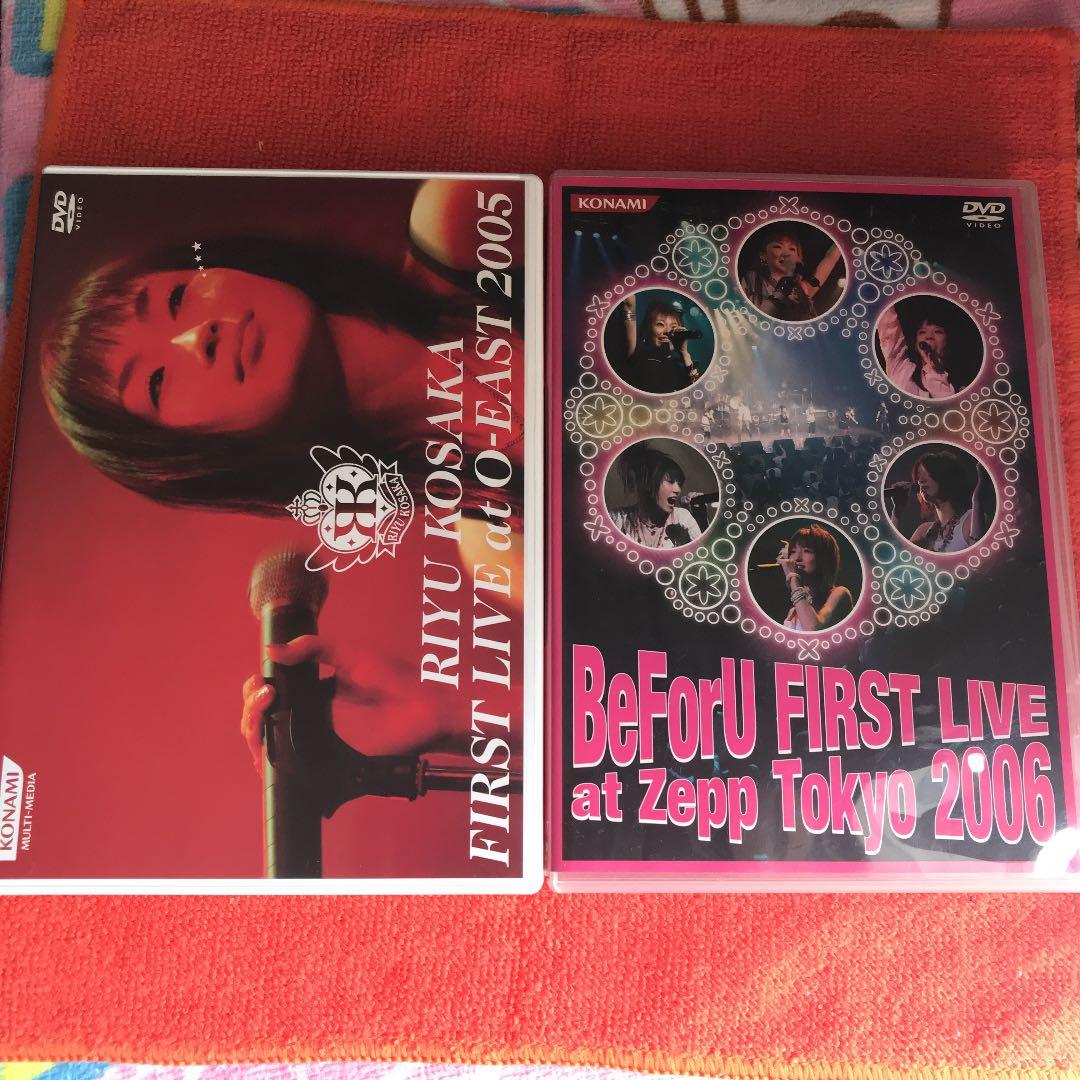 DVD
VIDEO
RIYU KOSAKA
RIYU KOSAKA
FIRST LIVE at O-EAST 2005
KONAMI
MULTI-MEDIA
KONAMI
DVD
VIDEO
BeForU FIRST LIVE
at Zepp Tokyo 2006